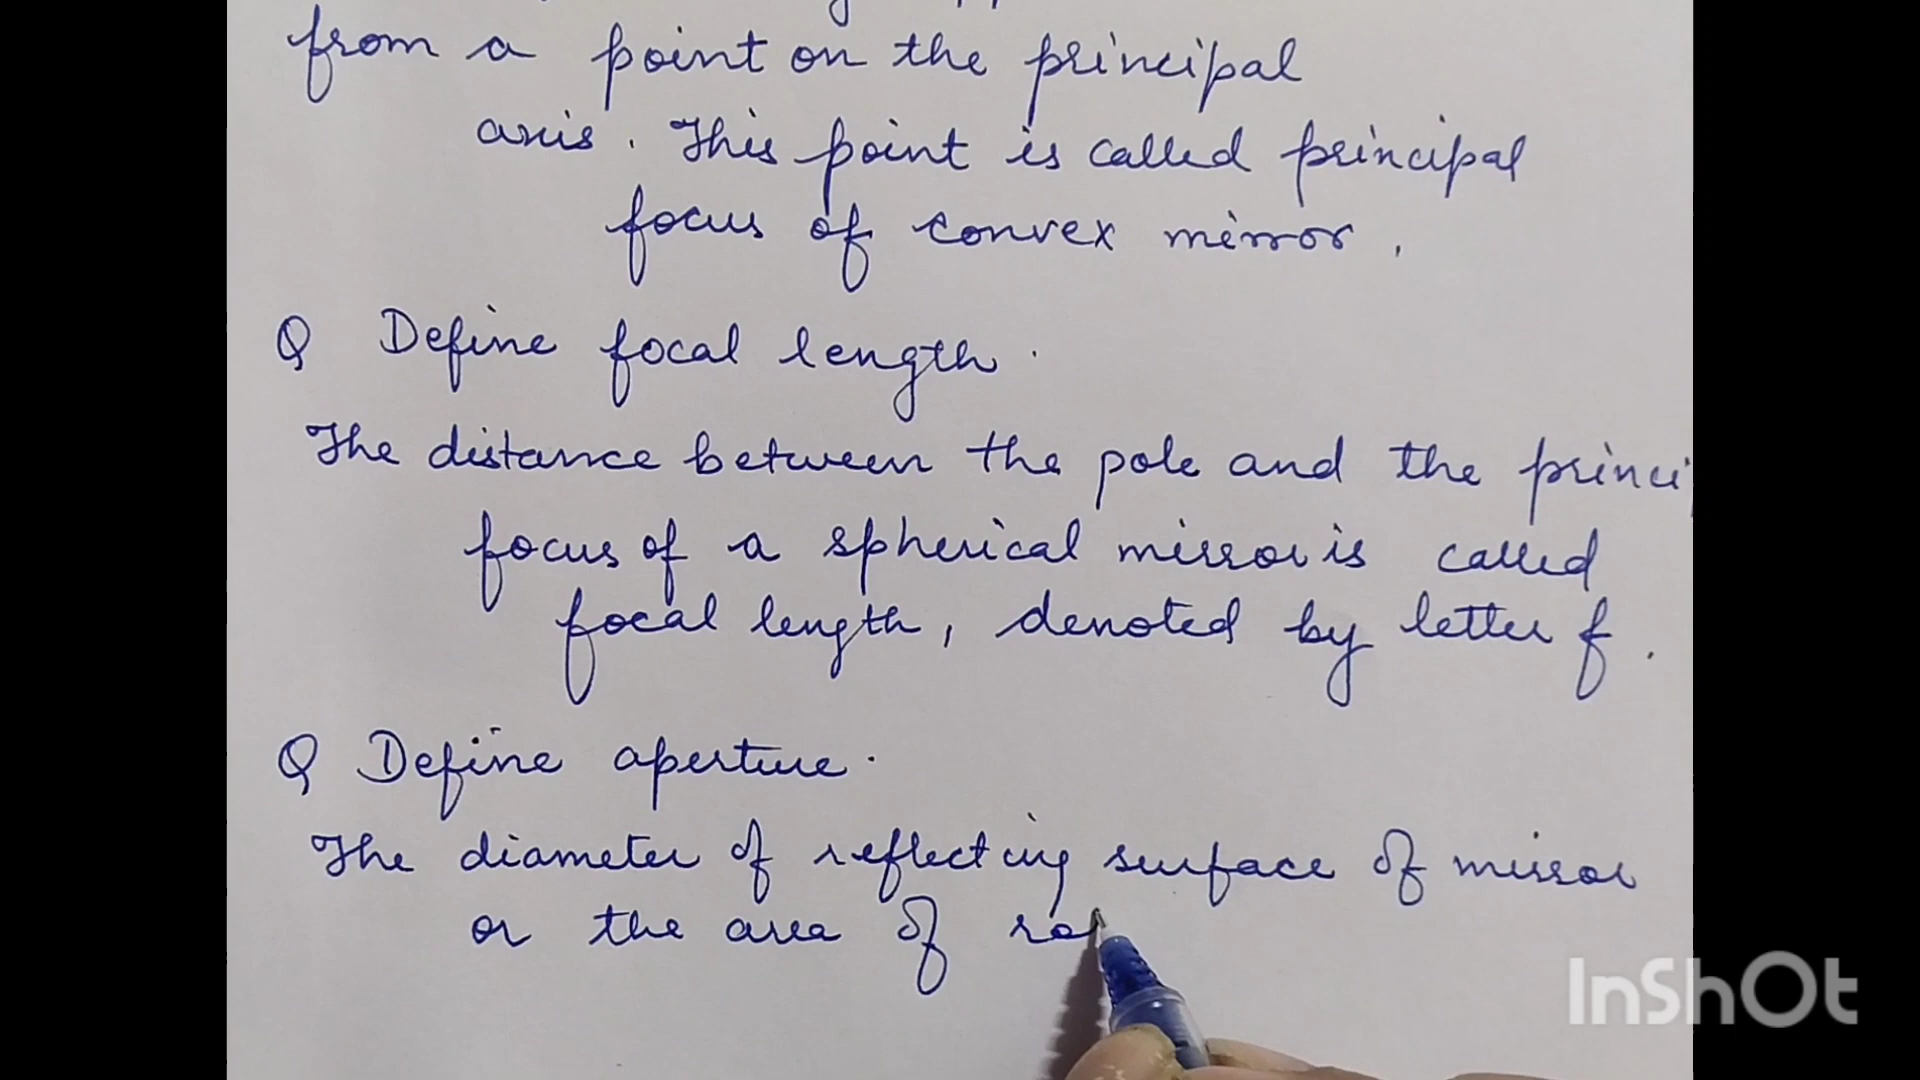 from a point on the principal
axis. This point is called principal
focus of convex mirror.
Q Define focal length.
The distance between the pole and the princi
focus of a spherical mirror is called
focal length, denoted by letter f.
Q Define aperture.
The diameter of reflecting surface of mirror
or the area of
InShOt